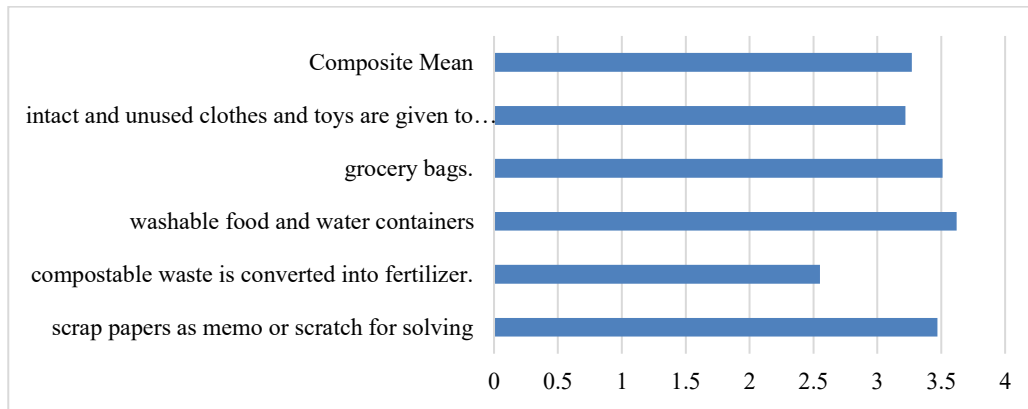 Composite Mean
intact and unused clothes and toys are given to…
grocery bags.
washable food and water containers
compostable waste is converted into fertilizer.
scrap papers as memo or scratch for solving
0 0.5 1 1.5 2 2.5 3 3.5 4